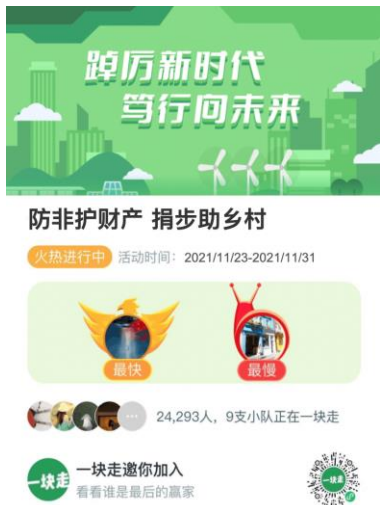 踔厉新时代
笃行向未来
防非护财产 捐步助乡村
火热进行中 活动时间：2021/11/23-2021/11/31
最快 最慢
24,293人，9支小队正在一块走
一块走 一块走邀你加入 一块走
看看谁是最后的赢家